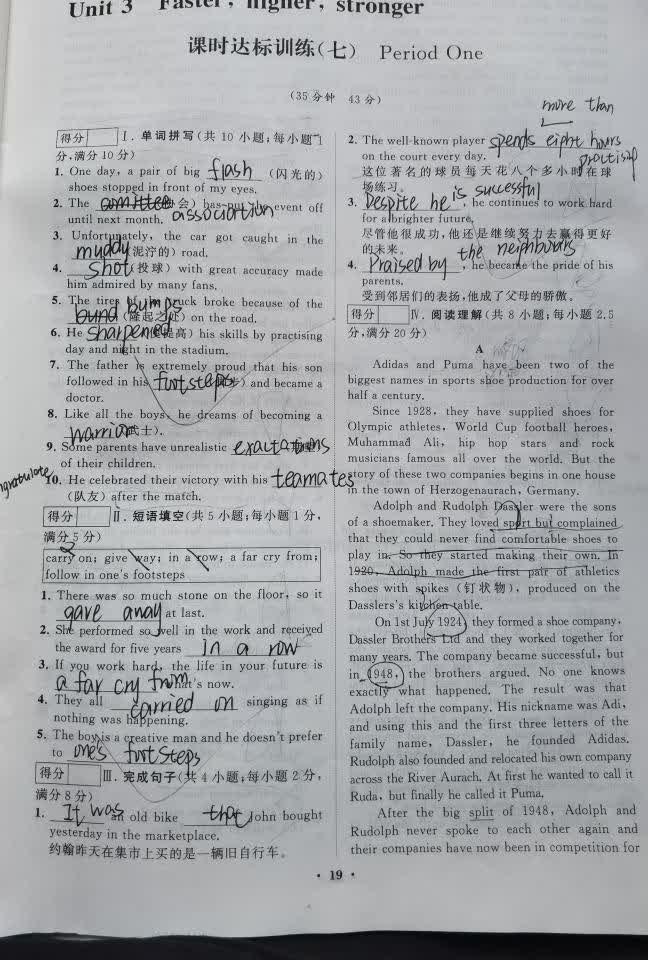 Unit 3 Faster, higher, stronger
课时达标训练(七) Period One
(35分钟 43分)
得分 Ⅰ. 单词拼写(共10小题;每小题1
分,满分10分)
1. One day, a pair of big flash (闪光的)
shoes stopped in front of my eyes.
2. The committee 会) has put the event off
association
until next month.
3. Unfortunately, the car got caught in the
muddy (泥泞的) road.
4. shot (投球) with great accuracy made
him admired by many fans.
5. The tires truck broke because of the
bumps
bund (隆起之处) on the road.
6. He sharpened 提高) his skills by practising
day and night in the stadium.
7. The father is extremely proud that his son
followed in his footsteps ) and became a
doctor.
8. Like all the boys, he dreams of becoming a
warrior 武士).
9. Some parents have unrealistic
of their children.
10. He celebrated their victory with his teamates
(队友) after the match.
得分 Ⅱ. 短语填空(共5小题;每小题1分,
满分5分)
carry on; give way; in a row; a far cry from;
follow in one's footsteps
1. There was so much stone on the floor, so it
gave away at last.
2. She performed so well in the work and received
the award for five years in a row
3. If you work hard, the life in your future is
a far cry from what's now.
4. They all carried on singing as if
nothing was happening.
5. The boy is a creative man and he doesn't prefer
to one's footsteps
得分 Ⅲ. 完成句子(共4小题;每小题2分,
满分8分)
1. It was an old bike that John bought
yesterday in the marketplace.
约翰昨天在集市上买的是一辆旧自行车。
more than
2. The well-known player spends eight hours
practising
on the court every day.
这位著名的球员每天花八个多小时在球
场练习。
3. Despite he is successful, he continues to work hard
for a brighter future.
尽管他很成功,他还是继续努力去赢得更好
的未来。
4. Praised by the neighbours, he became the pride of his
parents.
受到邻居们的表扬,他成了父母的骄傲。
得分 Ⅳ. 阅读理解(共8小题;每小题2.5
分,满分20分)
A
Adidas and Puma have been two of the
biggest names in sports shoe production for over
half a century.
Since 1928, they have supplied shoes for
Olympic athletes, World Cup football heroes,
Muhammad Ali, hip hop stars and rock
musicians famous all over the world. But the
story of these two companies begins in one house
in the town of Herzogenaurach, Germany.
Adolph and Rudolph Dassler were the sons
of a shoemaker. They loved sport but complained
that they could never find comfortable shoes to
play in. So they started making their own. In
1920, Adolph made the first pair of athletics
shoes with spikes (钉状物), produced on the
Dasslers's kitchen table.
On 1st July 1924, they formed a shoe company,
Dassler Brothers Ltd and they worked together for
many years. The company became successful, but
in 1948, the brothers argued. No one knows
exactly what happened. The result was that
Adolph left the company. His nickname was Adi,
and using this and the first three letters of the
family name, Dassler, he founded Adidas.
Rudolph also founded and relocated his own company
across the River Aurach. At first he wanted to call it
Ruda, but finally he called it Puma.
After the big split of 1948, Adolph and
Rudolph never spoke to each other again and
their companies have now been in competition for
• 19 •